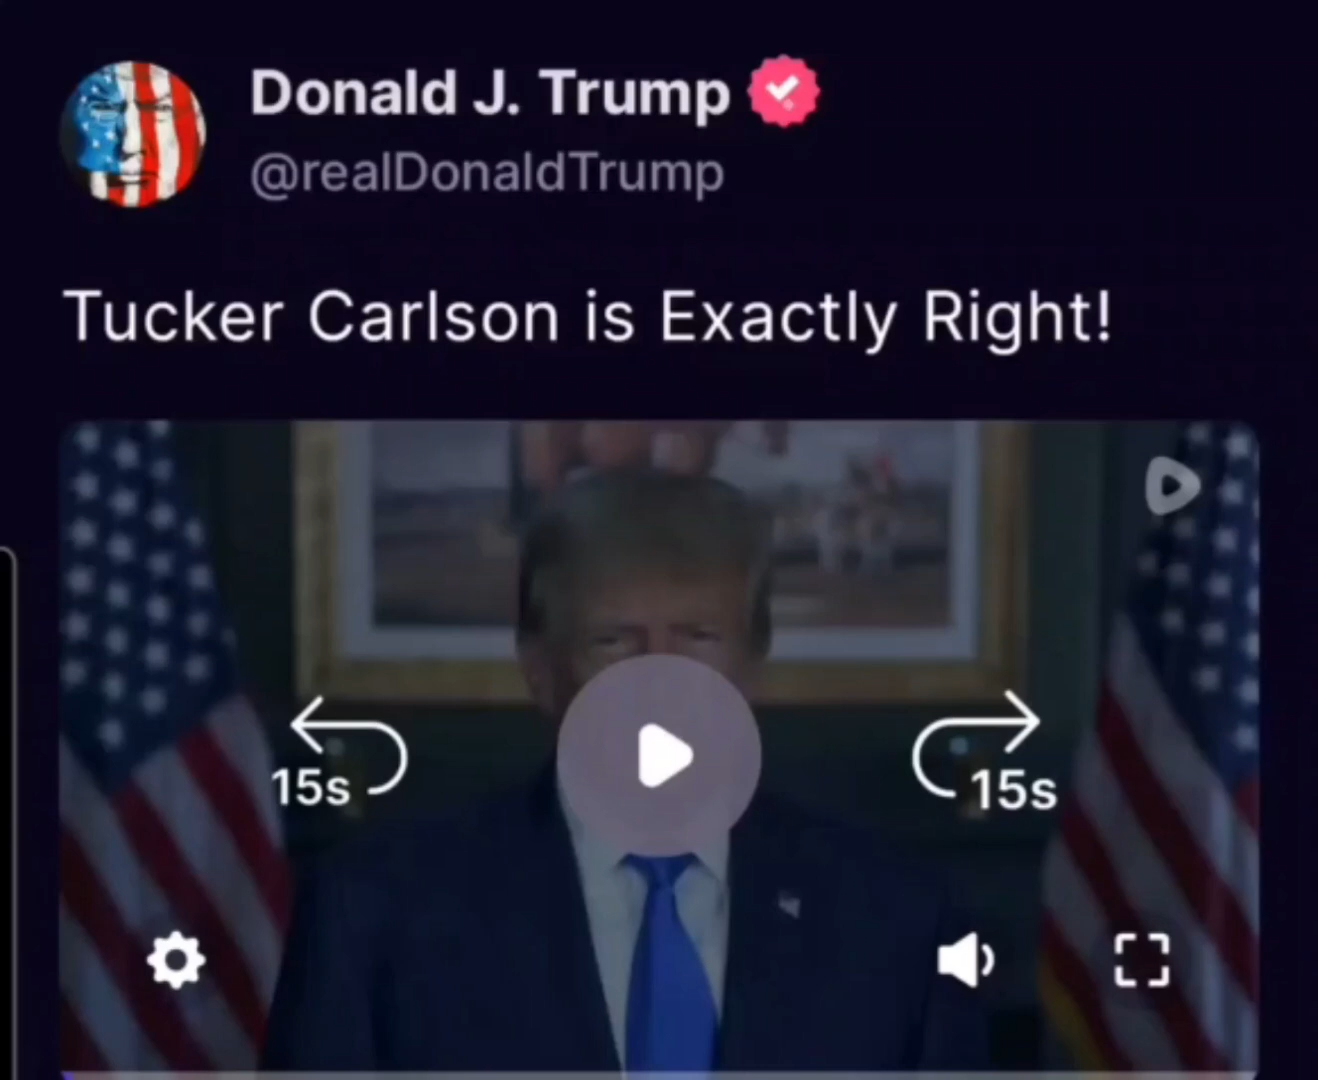 Donald J. Trump
@realDonaldTrump
Tucker Carlson is Exactly Right!
15s
15s